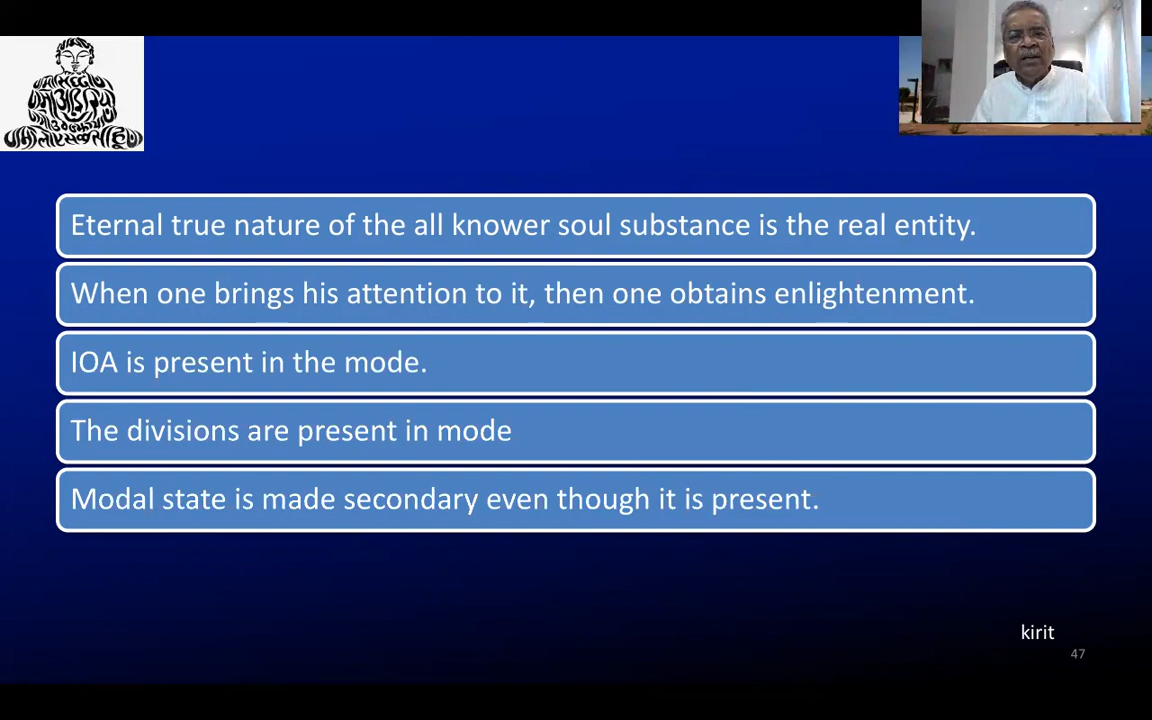 Eternal true nature of the all knower soul substance is the real entity.
When one brings his attention to it, then one obtains enlightenment.
IOA is present in the mode.
The divisions are present in mode
Modal state is made secondary even though it is present.
kirit
47